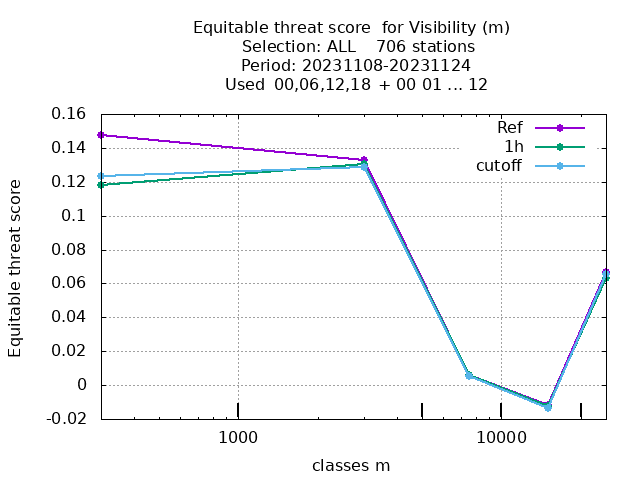 Equitable threat score  for Visibility (m)
Selection: ALL    706 stations
Period: 20231108-20231124
Used  00,06,12,18  + 00 01 ... 12
0.16
0.14
0.12
0.1
0.08
0.06
0.04
0.02
0
-0.02
Equitable threat score
Ref
1h
cutoff
1000
10000
classes m